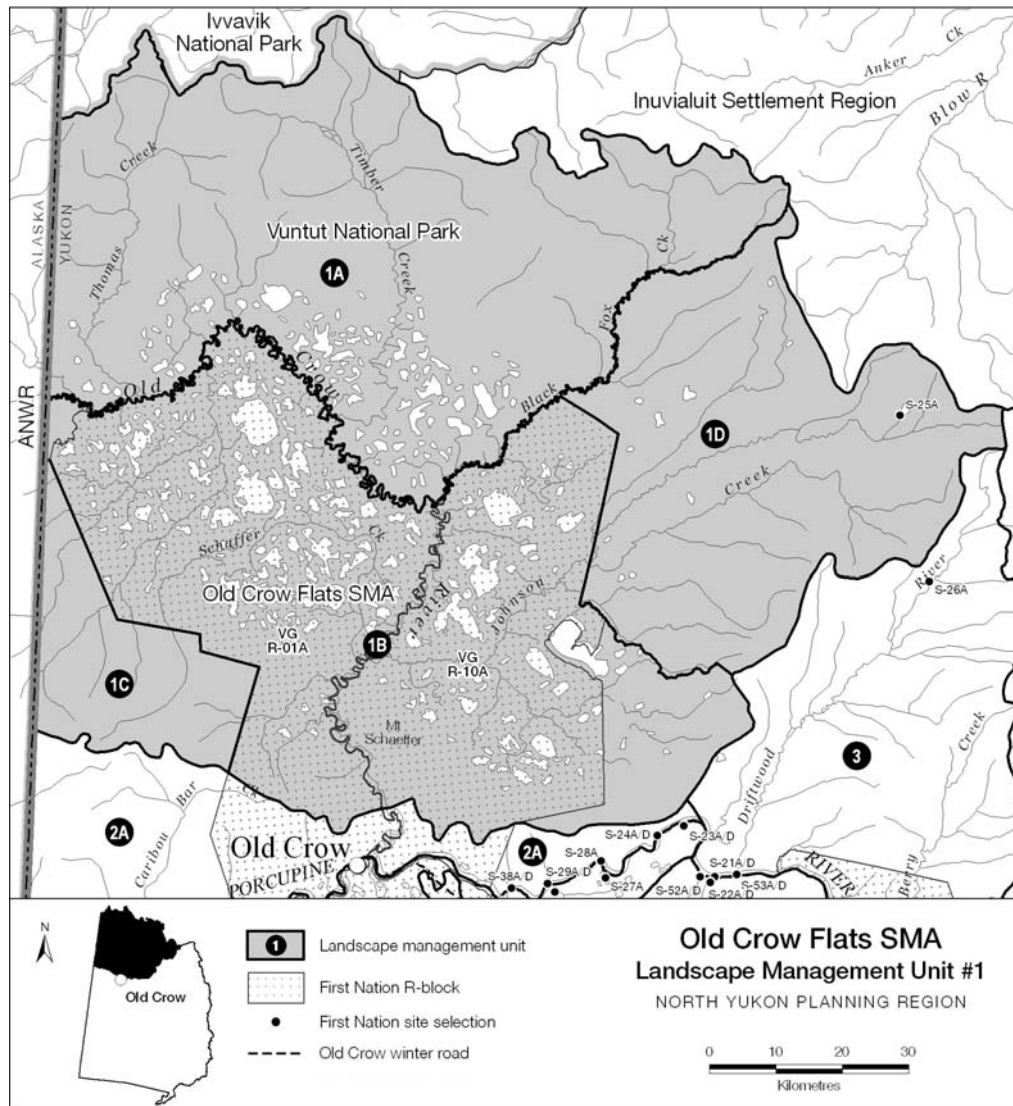 Ivvavik
National Park
Anker Ck
Blow R
Inuvialuit Settlement Region
Creek
Timber
ALASKA
YUKON
Vuntut National Park
1A
Thomas
Creek
Ck
Fox
Old
Crow
Black
ANWR
S-25A
1D
Creek
Schaffer
Ck
River
S-26A
Old Crow Flats SMA
River
Johnson
VG
R-01A
1B
VG
R-10A
1C
Mt
Schaeffer
Creek
3
Driftwood
Caribou Bar Ck
2A
Old Crow
PORCUPINE
2A
S-24A/D
S-23A/D
S-28A
S-21A/D
S-38A/D
S-29A/D
S-27A
S-52A/D
S-53A/D
S-22A/D
RIVER
Berry
N
Old Crow
1
Landscape management unit
First Nation R-block
First Nation site selection
Old Crow winter road
Old Crow Flats SMA
Landscape Management Unit #1
NORTH YUKON PLANNING REGION
0 10 20 30
Kilometres